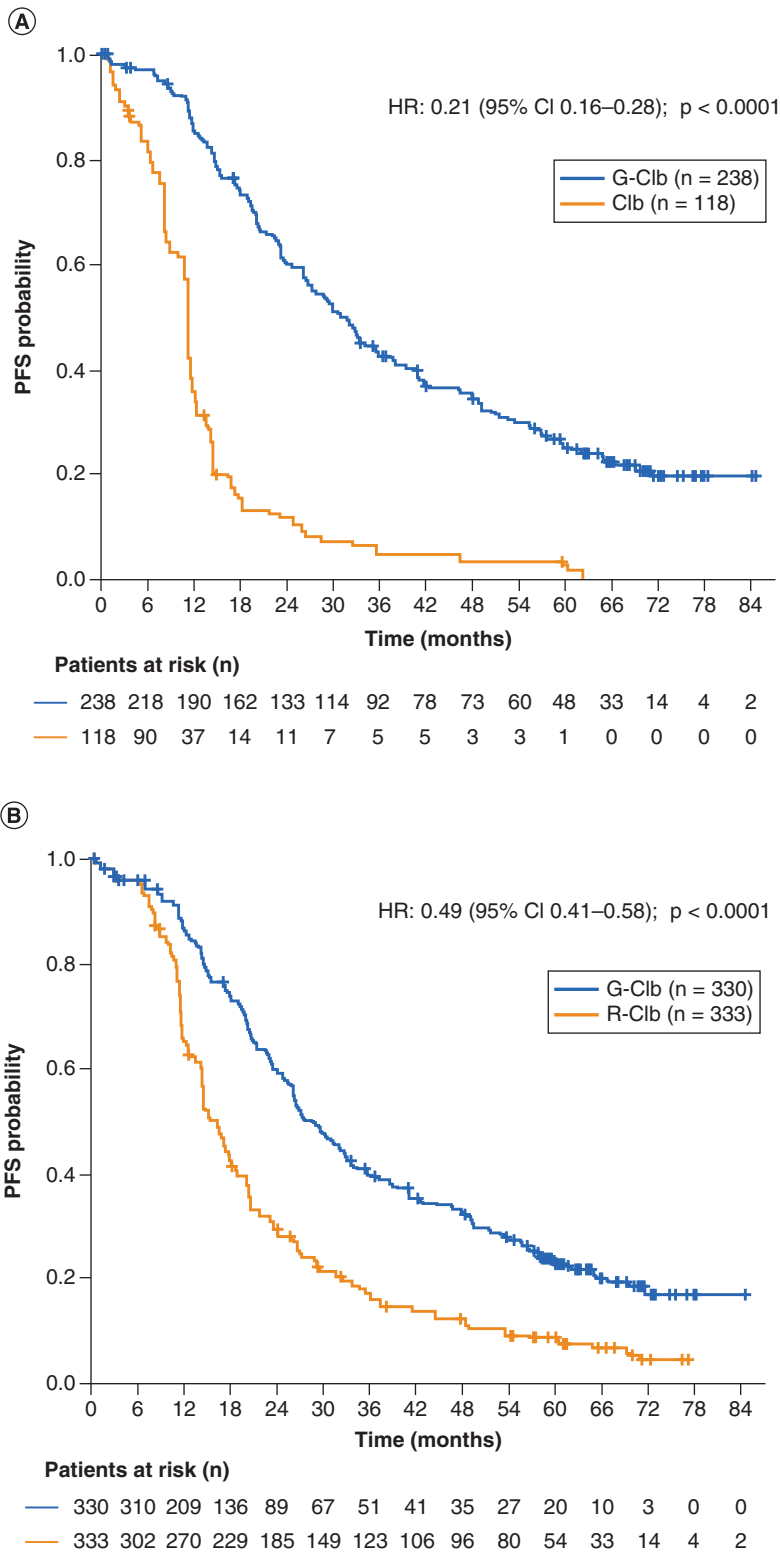 A
HR: 0.21 (95% CI 0.16–0.28); p < 0.0001
G-Clb (n = 238)
Clb (n = 118)
PFS probability
1.0
0.8
0.6
0.4
0.2
0.0
0 6 12 18 24 30 36 42 48 54 60 66 72 78 84
Time (months)
Patients at risk (n)
238 218 190 162 133 114 92 78 73 60 48 33 14 4 2
118 90 37 14 11 7 5 5 3 3 1 0 0 0 0
B
HR: 0.49 (95% CI 0.41–0.58); p < 0.0001
G-Clb (n = 330)
R-Clb (n = 333)
PFS probability
1.0
0.8
0.6
0.4
0.2
0.0
0 6 12 18 24 30 36 42 48 54 60 66 72 78 84
Time (months)
Patients at risk (n)
330 310 209 136 89 67 51 41 35 27 20 10 3 0 0
333 302 270 229 185 149 123 106 96 80 54 33 14 4 2